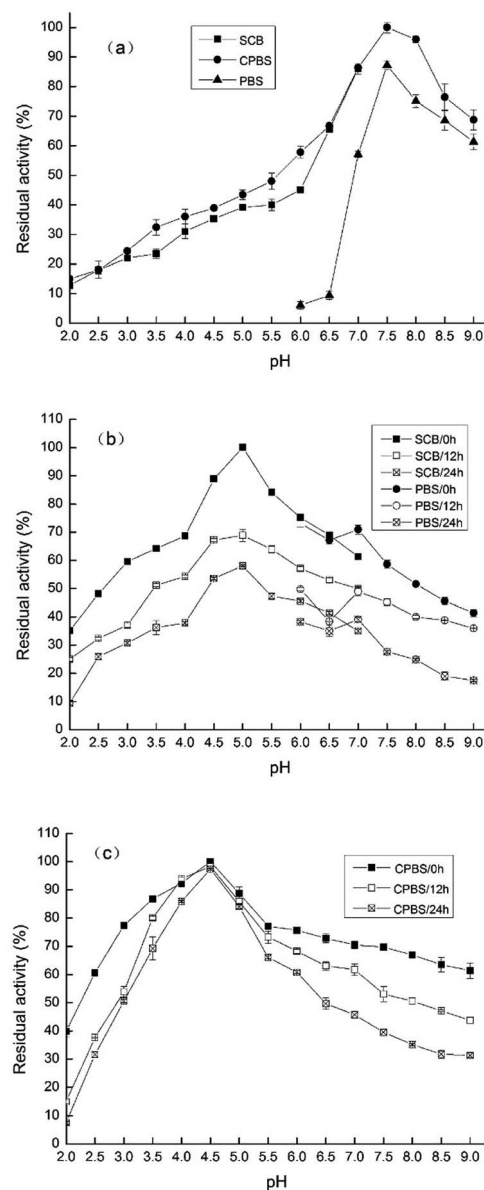 (a)
SCB
CPBS
PBS
Residual activity (%)
100
90
80
70
60
50
40
30
20
10
0
2.0 2.5 3.0 3.5 4.0 4.5 5.0 5.5 6.0 6.5 7.0 7.5 8.0 8.5 9.0
pH
(b)
SCB/0h
SCB/12h
SCB/24h
PBS/0h
PBS/12h
PBS/24h
Residual activity (%)
110
100
90
80
70
60
50
40
30
20
10
0
2.0 2.5 3.0 3.5 4.0 4.5 5.0 5.5 6.0 6.5 7.0 7.5 8.0 8.5 9.0
pH
(c)
CPBS/0h
CPBS/12h
CPBS/24h
Residual activity (%)
110
100
90
80
70
60
50
40
30
20
10
0
2.0 2.5 3.0 3.5 4.0 4.5 5.0 5.5 6.0 6.5 7.0 7.5 8.0 8.5 9.0
pH